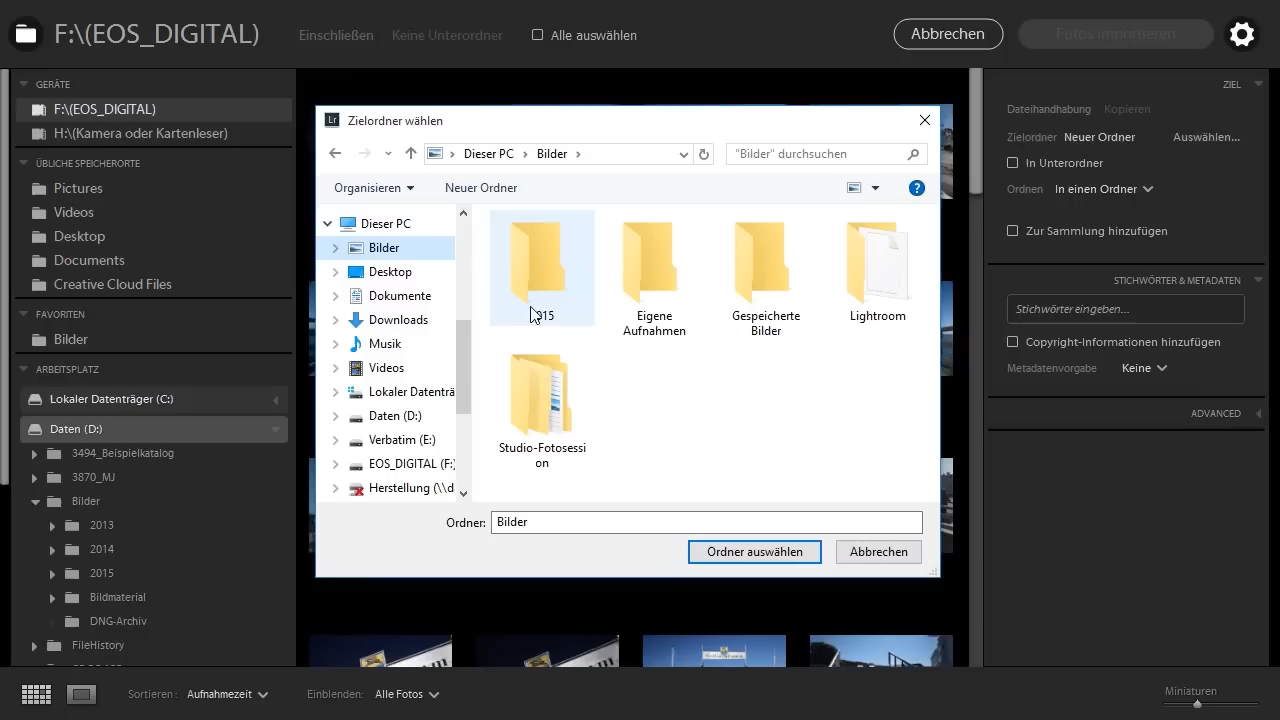 F:\(EOS_DIGITAL)
Einschließen
Keine Unterordner
Alle auswählen
Abbrechen
Fotos importieren
GERÄTE
F:\(EOS_DIGITAL)
H:\(Kamera oder Kartenleser)
ÜBLICHE SPEICHERORTE
Pictures
Videos
Desktop
Documents
Creative Cloud Files
FAVORITEN
Bilder
ARBEITSPLATZ
Lokaler Datenträger (C:)
Daten (D:)
3494_Beispielkatalog
3870_MJ
Bilder
2013
2014
2015
Bildmaterial
DNG-Archiv
FileHistory
Lr
Zielordner wählen
Dieser PC
Bilder
"Bilder" durchsuchen
Organisieren
Neuer Ordner
Dieser PC
Bilder
Desktop
Dokumente
Downloads
Musik
Videos
Lokaler Datenträ
Daten (D:)
Verbatim (E:)
EOS_DIGITAL (F:)
Herstellung (\\d
Eigene
Aufnahmen
Gespeicherte
Bilder
Lightroom
Studio-Fotosessi
on
Ordner:
Bilder
Ordner auswählen
Abbrechen
ZIEL
Dateihandhabung
Kopieren
Zielordner
Neuer Ordner
Auswählen...
In Unterordner
Ordnen
In einen Ordner
Zur Sammlung hinzufügen
STICHWÖRTER & METADATEN
Stichwörter eingeben...
Copyright-Informationen hinzufügen
Metadatenvorgabe
Keine
ADVANCED
Sortieren:
Aufnahmezeit
Einblenden:
Alle Fotos
Miniaturen